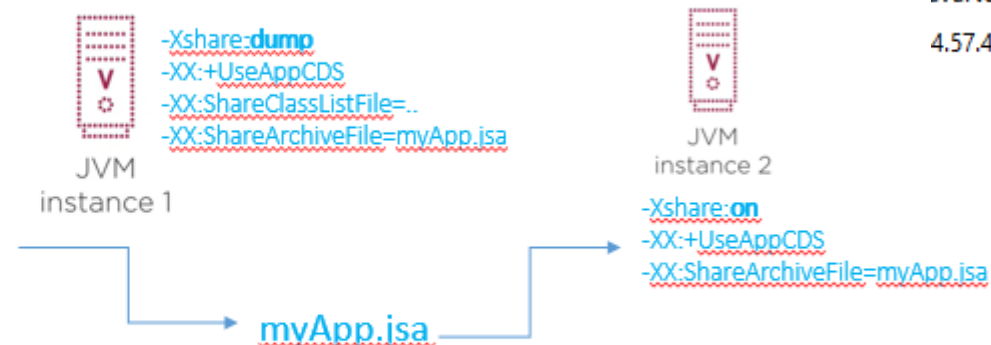 -Xshare:dump
-XX:+UseAppCDS
-XX:ShareClassListFile=..
-XX:ShareArchiveFile=myApp.jsa
V
JVM
instance 1
4.57.4
V
JVM
instance 2
-Xshare:on
-XX:+UseAppCDS
-XX:ShareArchiveFile=myApp.jsa
myApp.jsa